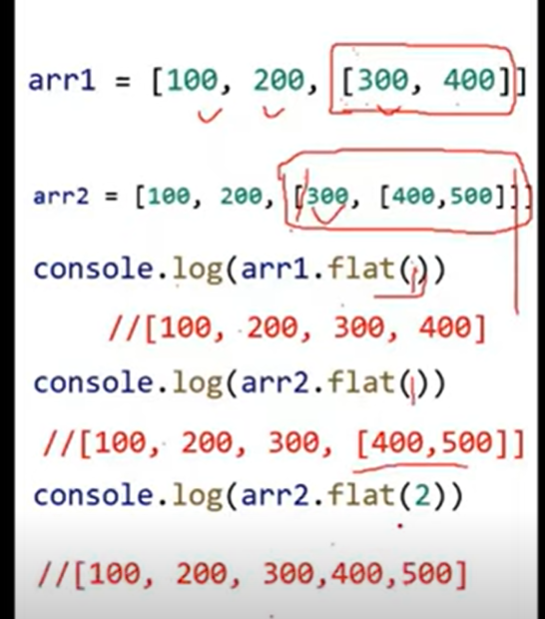 arr1 = [100, 200, [300, 400]]
arr2 = [100, 200, [300, [400,500]]]
console.log(arr1.flat())
//[100, 200, 300, 400]
console.log(arr2.flat())
//[100, 200, 300, [400,500]]
console.log(arr2.flat(2))
//[100, 200, 300,400,500]